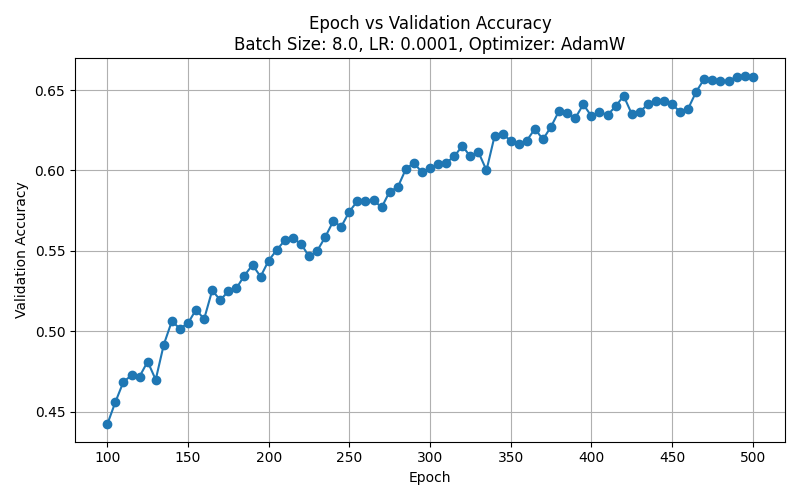 Epoch vs Validation Accuracy
Batch Size: 8.0, LR: 0.0001, Optimizer: AdamW
Validation Accuracy
0.65
0.60
0.55
0.50
0.45
100 150 200 250 300 350 400 450 500
Epoch